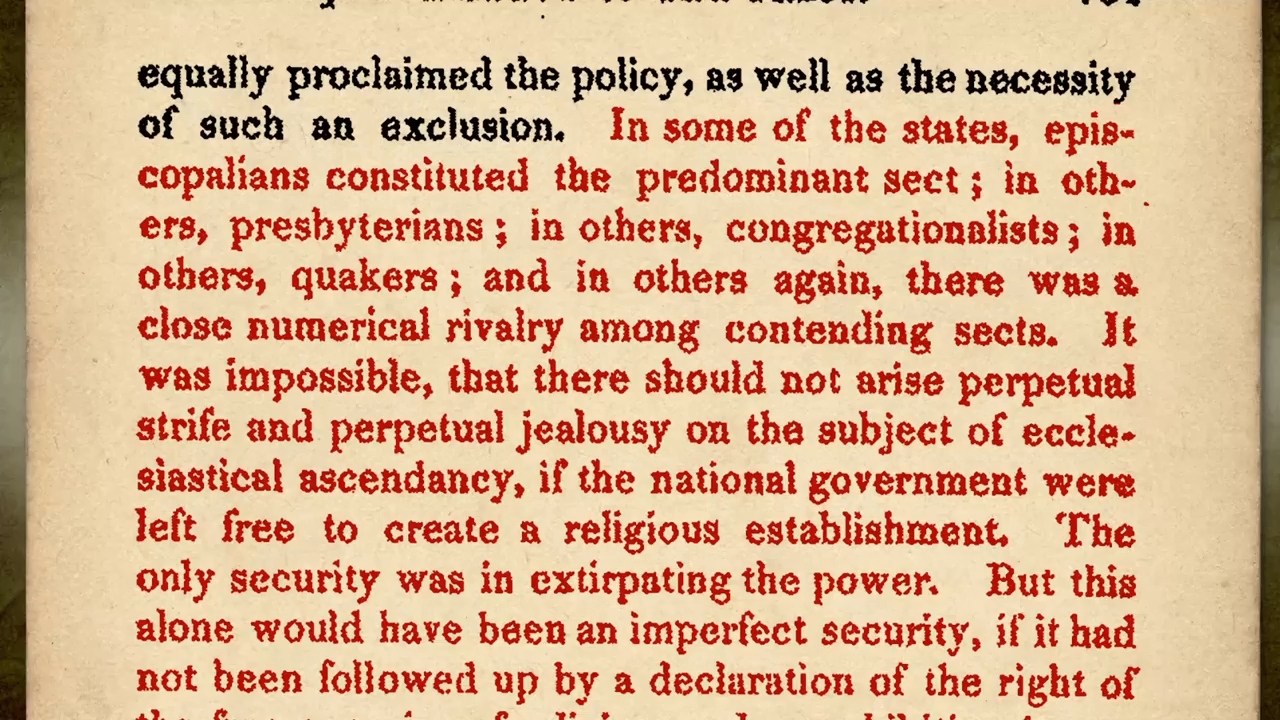 equally proclaimed the policy, as well as the necessity
of such an exclusion. In some of the states, epis-
copalians constituted the predominant sect; in oth-
ers, presbyterians; in others, congregationalists; in
others, quakers; and in others again, there was a
close numerical rivalry among contending sects. It
was impossible, that there should not arise perpetual
strife and perpetual jealousy on the subject of eccle-
siastical ascendancy, if the national government were
left free to create a religious establishment. The
only security was in extirpating the power. But this
alone would have been an imperfect security, if it had
not been followed up by a declaration of the right of